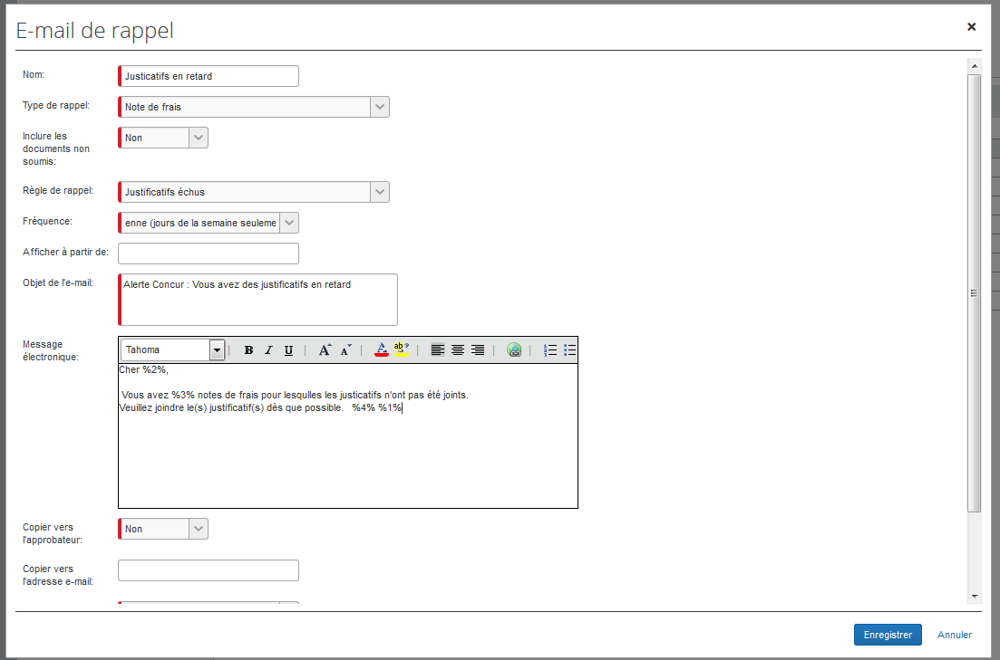 E-mail de rappel
Nom:
Justicatifs en retard
Type de rappel:
Note de frais
Inclure les
documents non
soumis:
Non
Règle de rappel:
Justificatifs échus
Fréquence:
enne (jours de la semaine seuleme
Afficher à partir de:
Objet de l'e-mail:
Alerte Concur : Vous avez des justificatifs en retard
Message
électronique:
Tahoma
B I U A A A ab?
Cher %2%,
Vous avez %3% notes de frais pour lesqulles les justicatifs n'ont pas été joints.
Veuillez joindre le(s) justificatif(s) dès que possible. %4% %1%
Copier vers
l'approbateur:
Non
Copier vers
l'adresse e-mail:
Enregistrer
Annuler